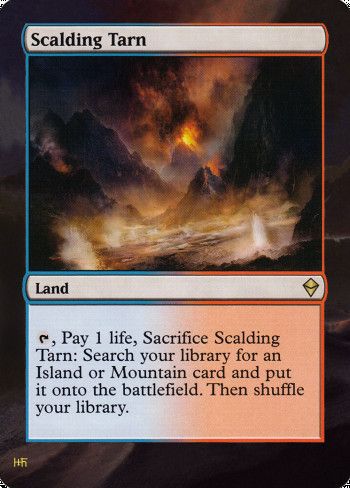 Scalding Tarn
Land
, Pay 1 life, Sacrifice Scalding
Tarn: Search your library for an
Island or Mountain card and put
it onto the battlefield. Then shuffle
your library.